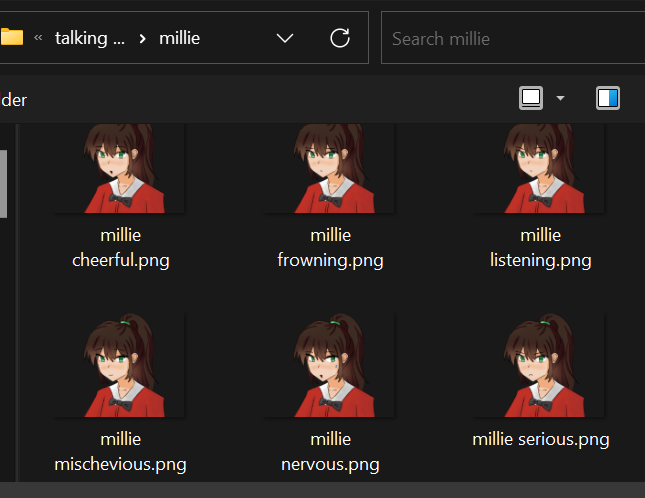 « talking ... > millie
Search millie
der
millie
cheerful.png
millie
frowning.png
millie
listening.png
millie
mischevious.png
millie
nervous.png
millie serious.png